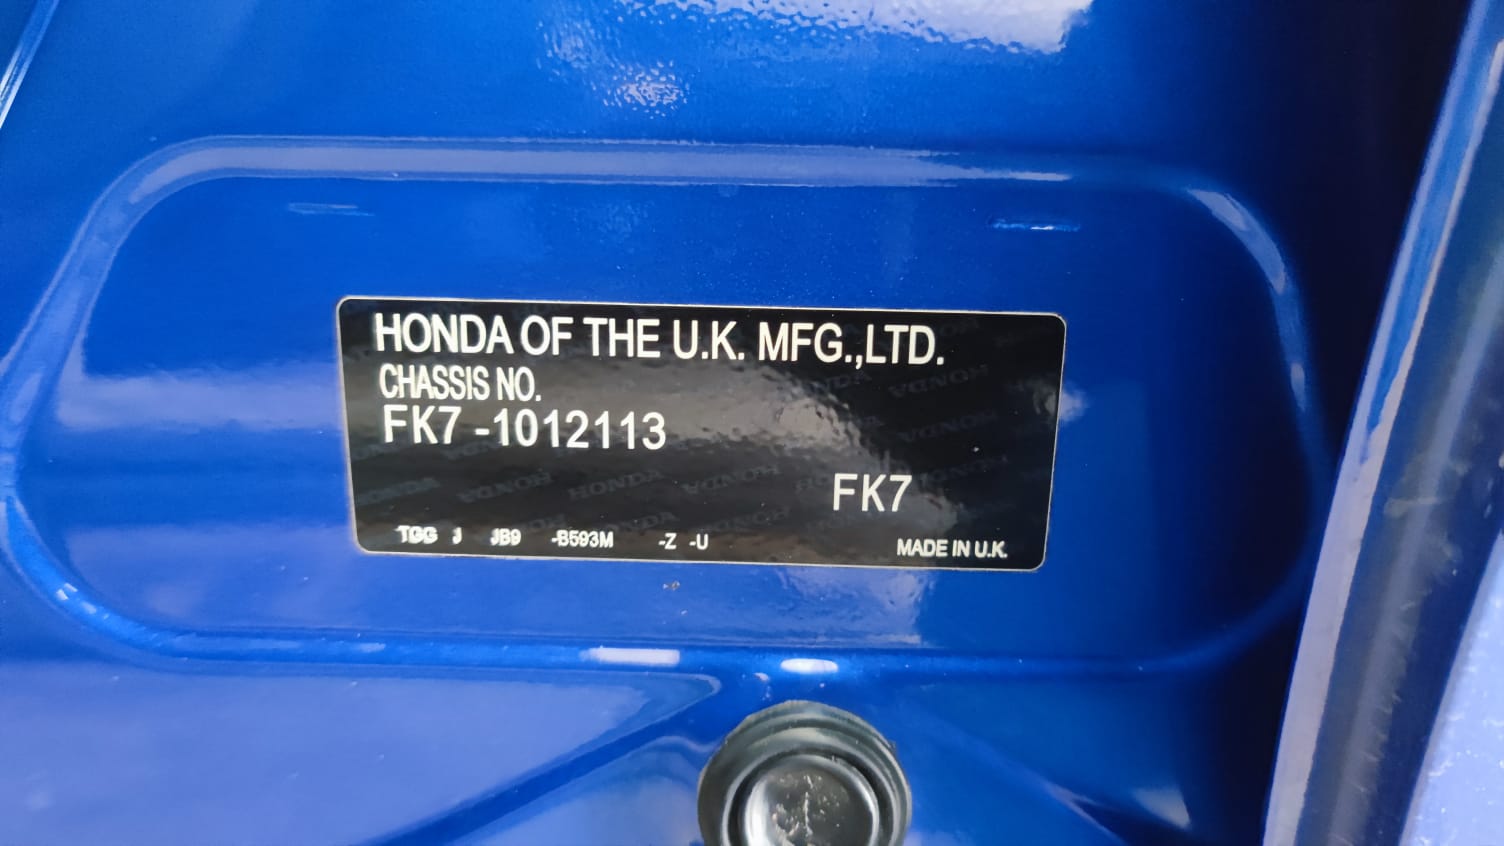 HONDA OF THE U.K. MFG.,LTD.
CHASSIS NO.
FK7 -1012113
FK7
TGG J JB9 -B593M -Z -U
MADE IN U.K.